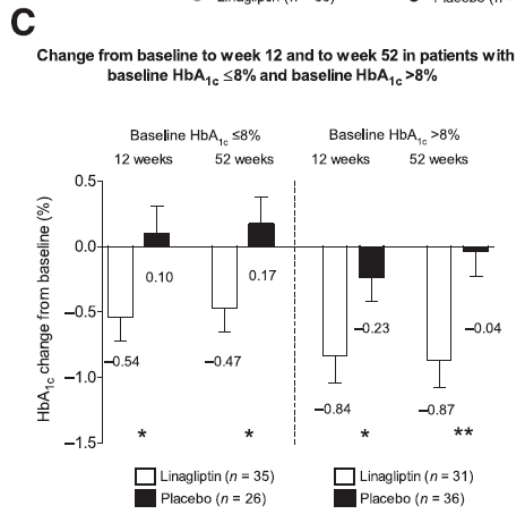 Linagliptin (n
Placebo (n
C
Change from baseline to week 12 and to week 52 in patients with
baseline HbA1c ≤8% and baseline HbA1c >8%
Baseline HbA1c ≤8%
Baseline HbA1c >8%
12 weeks
52 weeks
12 weeks
52 weeks
HbA1c change from baseline (%)
0.5
0.0
−0.5
−1.0
−1.5
0.10
0.17
−0.54
−0.47
−0.23
−0.04
−0.84
−0.87
*
*
*
**
Linagliptin (n = 35)
Placebo (n = 26)
Linagliptin (n = 31)
Placebo (n = 36)